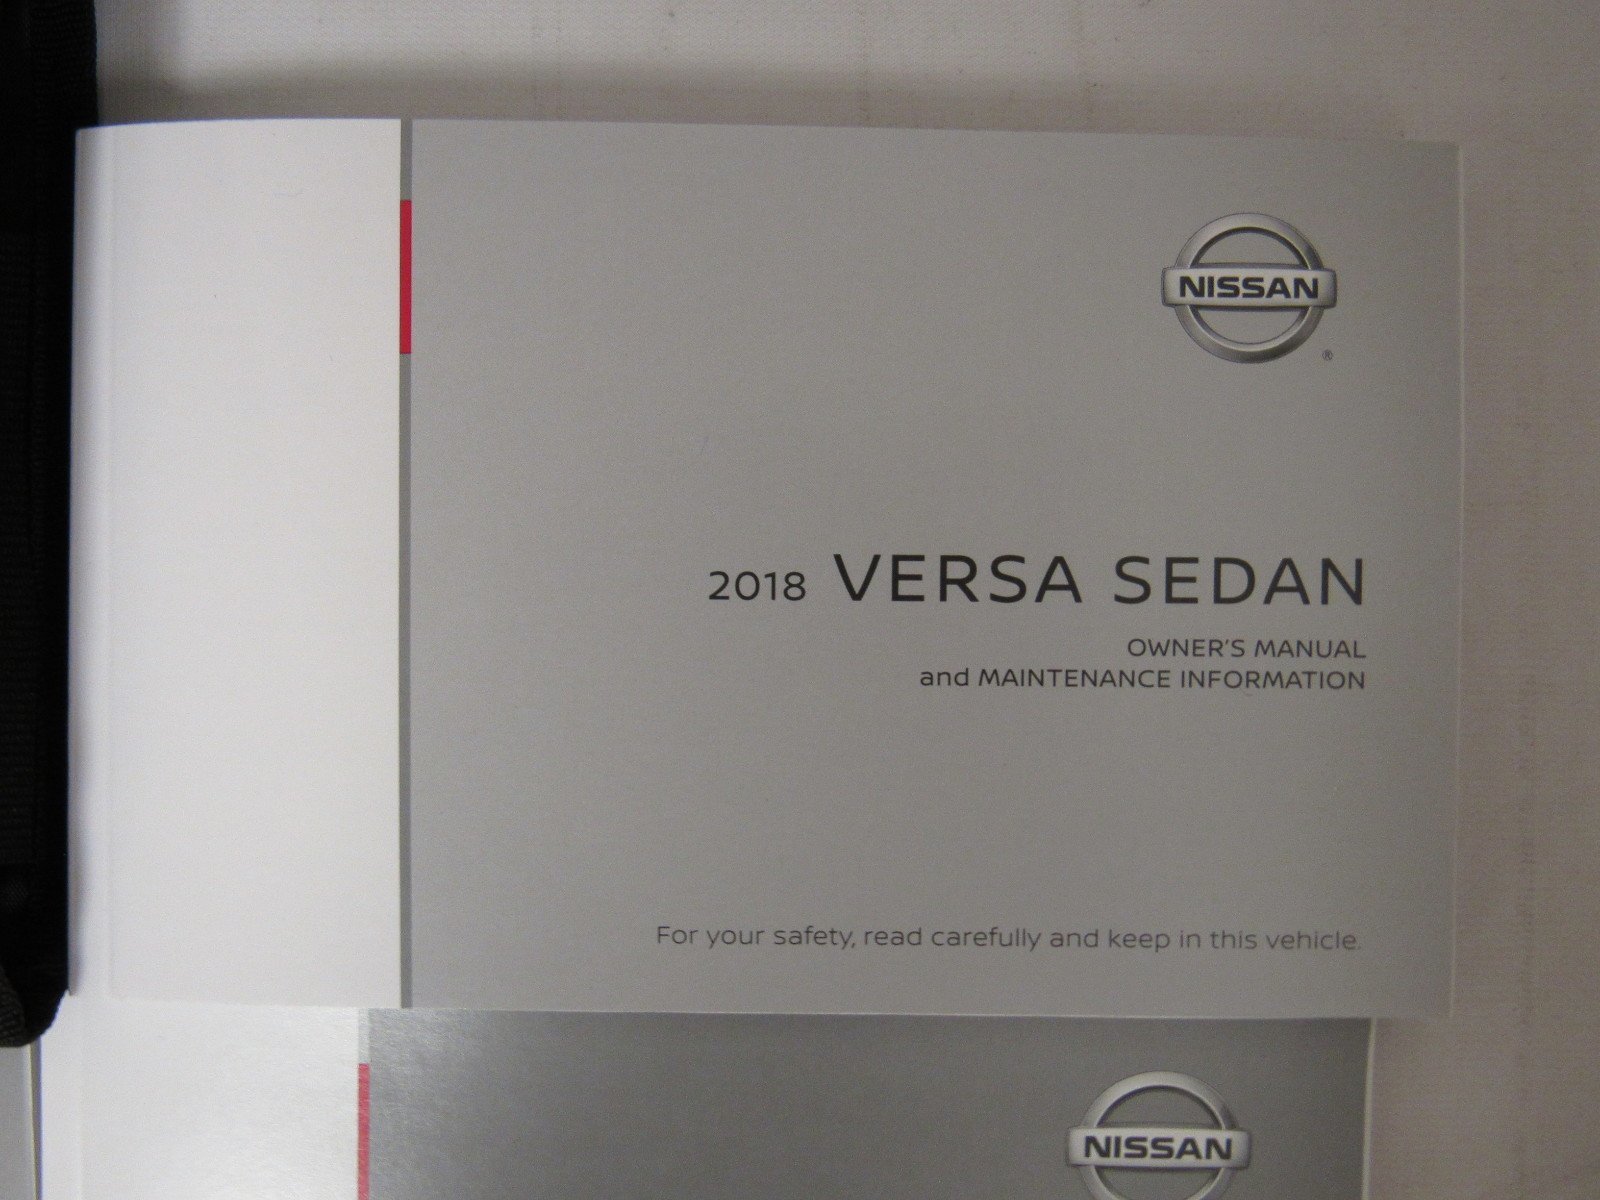 NISSAN
®
2018 VERSA SEDAN
OWNER'S MANUAL
and MAINTENANCE INFORMATION
For your safety, read carefully and keep in this vehicle.
NISSAN